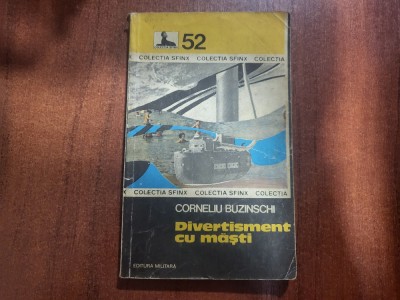 52
X COLECTIA SFINX COLECTIA SFINX COLECTIA
X COLECTIA SFINX COLECTIA SFINX COLECTIA
CORNELIU BUZINSCHI
Divertisment
cu măști
EDITURA MILITARĂ